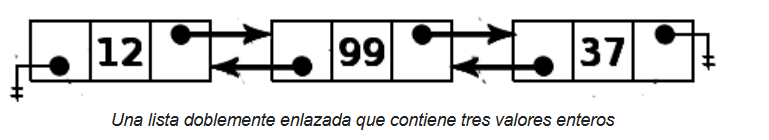 12 99 37
Una lista doblemente enlazada que contiene tres valores enteros